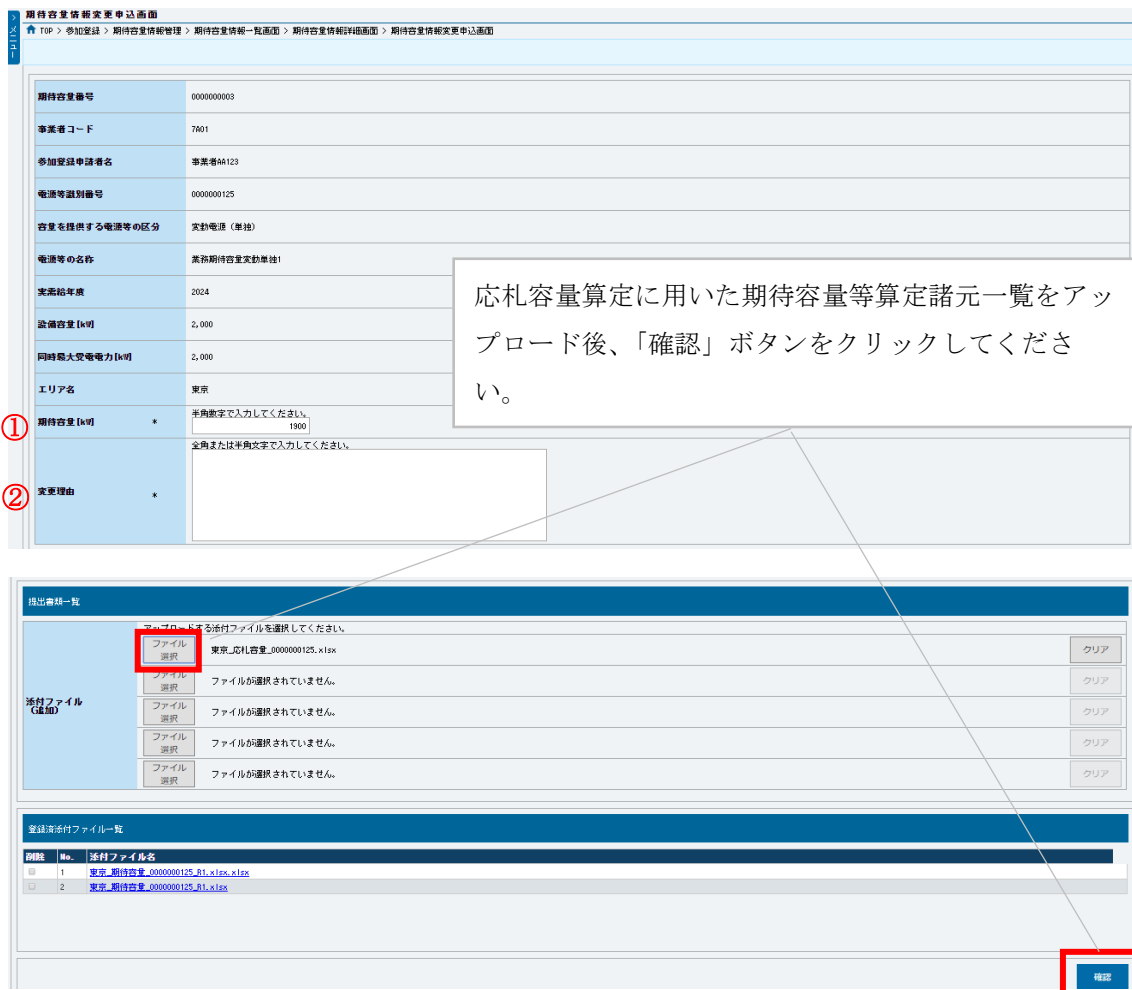 期待容量情報変更申込画面
>
メニュー
TOP > 参加登録 > 期待容量情報管理 > 期待容量情報一覧画面 > 期待容量情報詳細画面 > 期待容量情報変更申込画面
期待容量番号 0000000003
事業者コード 7A01
参加登録申請者名 事業者AA123
電源等識別番号 0000000125
容量を提供する電源等の区分 変動電源（単独）
電源等の名称 業務期待容量変動単独1
実需給年度 2024
設備容量[kW] 2,000
同時最大受電電力[kW] 2,000
エリア名 東京
応札容量算定に用いた期待容量等算定諸元一覧をアッ
プロード後、「確認」ボタンをクリックしてくださ
い。
半角数字で入力してください。
① 期待容量[kW] * 1900
全角または半角文字で入力してください。
② 変更理由 *
提出書類一覧
アップロードする添付ファイルを選択してください。
添付ファイル
（追加）
ファイル
選択
東京_応札容量_0000000125.xlsx クリア
ファイル
選択
ファイルが選択されていません。 クリア
ファイル
選択
ファイルが選択されていません。 クリア
ファイル
選択
ファイルが選択されていません。 クリア
ファイル
選択
ファイルが選択されていません。 クリア
登録済添付ファイル一覧
削除 No. 添付ファイル名
1 東京_期待容量_0000000125_R1.xlsx.xlsx
2 東京_期待容量_0000000125_R1.xlsx
確認